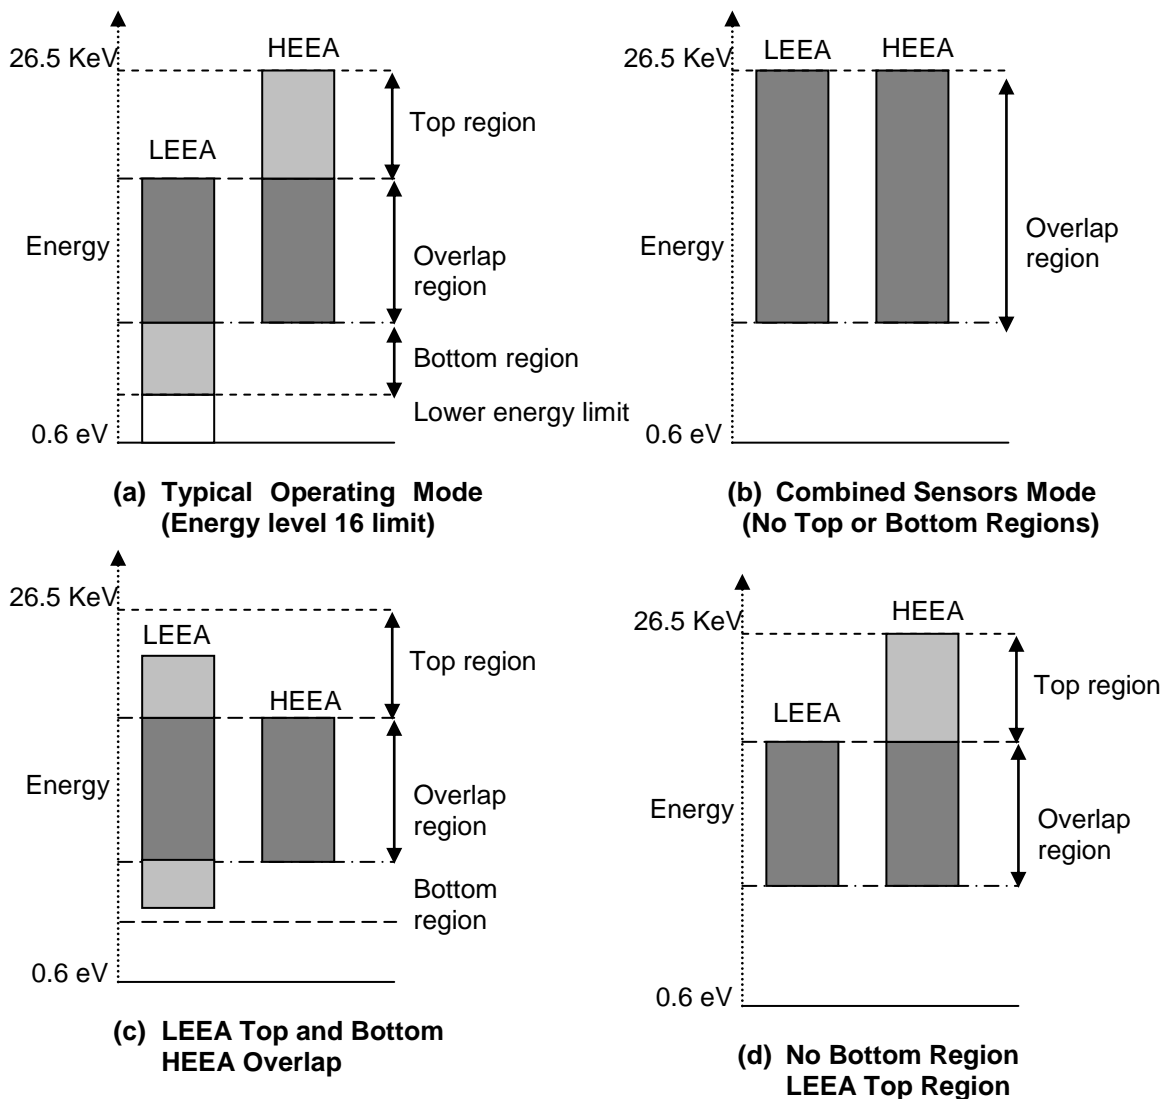 26.5 KeV
HEEA
Top region
LEEA
Energy
Overlap
region
Bottom region
Lower energy limit
0.6 eV
(a) Typical Operating Mode
(Energy level 16 limit)
26.5 KeV
LEEA
HEEA
Energy
Overlap
region
0.6 eV
(b) Combined Sensors Mode
(No Top or Bottom Regions)
26.5 KeV
LEEA
Top region
HEEA
Energy
Overlap
region
Bottom
region
0.6 eV
(c) LEEA Top and Bottom
HEEA Overlap
26.5 KeV
HEEA
Top region
LEEA
Energy
Overlap
region
0.6 eV
(d) No Bottom Region
LEEA Top Region